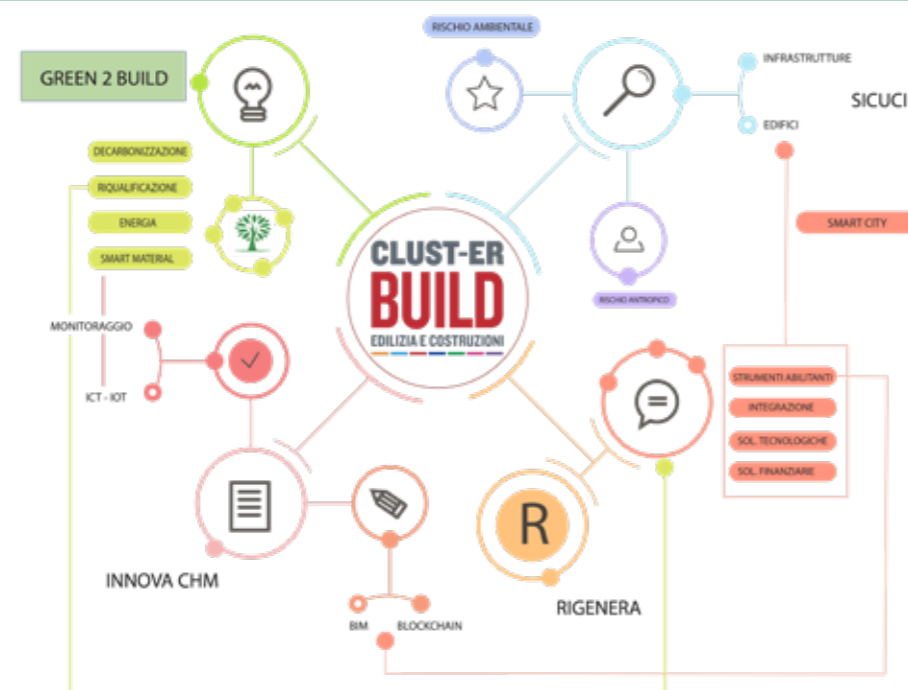 RISCHIO AMBIENTALE
GREEN 2 BUILD
INFRASTRUTTURE
SICUCI
EDIFICI
DECARBONIZZAZIONE
RIQUALIFICAZIONE
ENERGIA
SMART MATERIAL
SMART CITY
CLUST-ER
BUILD
EDILIZIA E COSTRUZIONI
RISCHIO ANTROPICO
MONITORAGGIO
ICT - IOT
STRUMENTI ABILITANTI
INTEGRAZIONE
SOL. TECNOLOGICHE
SOL. FINANZIARIE
R
INNOVA CHM
RIGENERA
BIM
BLOCKCHAIN